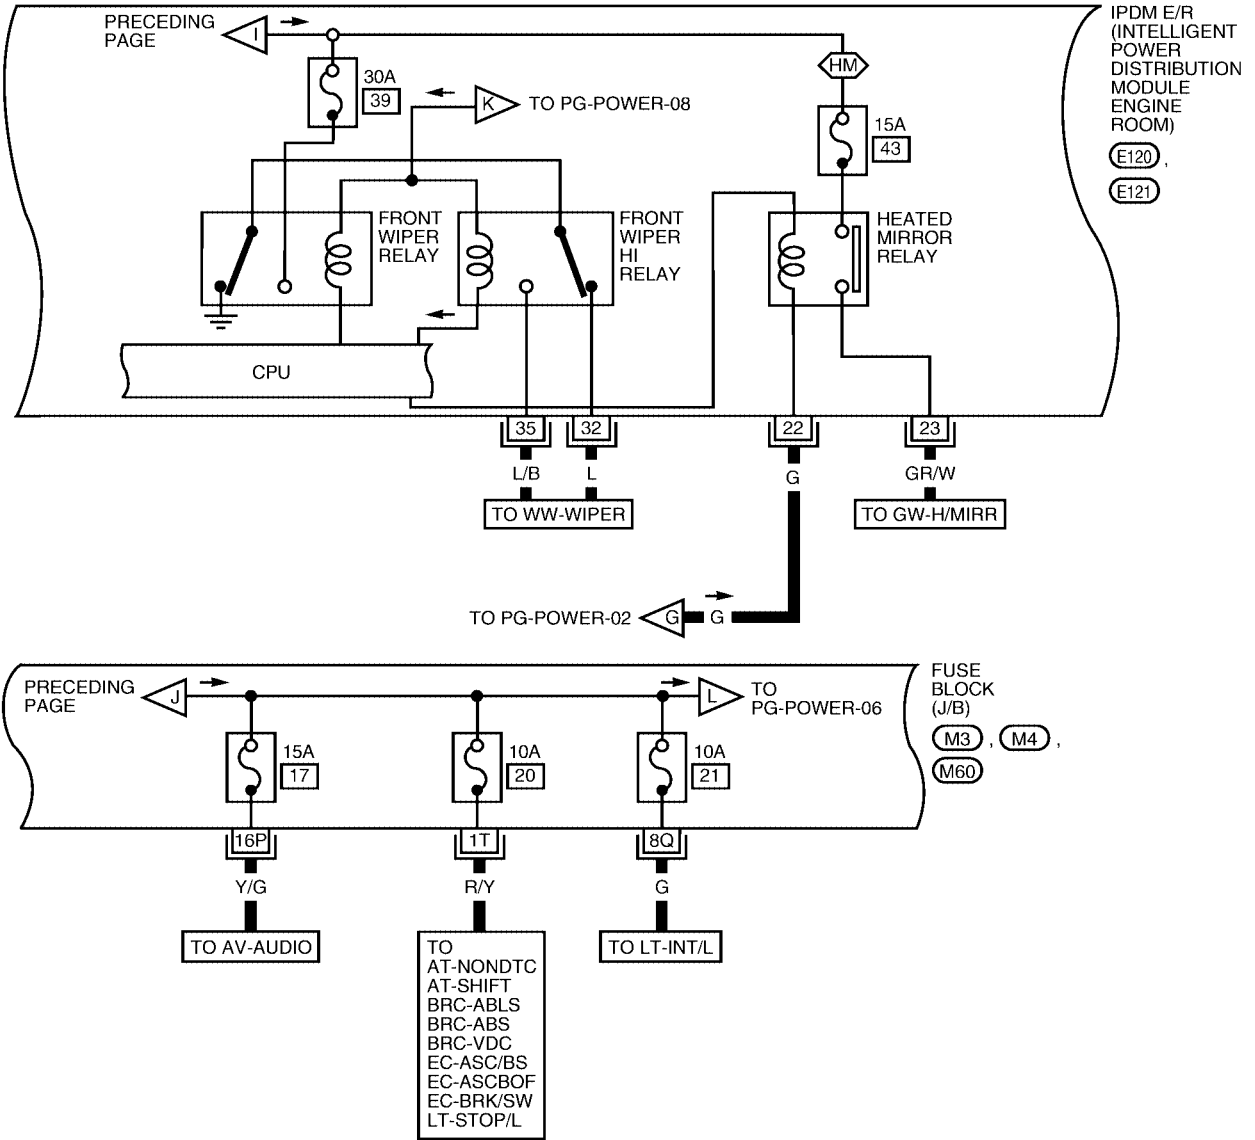 PRECEDING
PAGE
I
30A
39
K
TO PG-POWER-08
HM
15A
43
IPDM E/R
(INTELLIGENT
POWER
DISTRIBUTION
MODULE
ENGINE
ROOM)
E120 ,
E121
FRONT
WIPER
RELAY
FRONT
WIPER
HI
RELAY
HEATED
MIRROR
RELAY
CPU
35
32
22
23
L/B
L
G
GR/W
TO WW-WIPER
TO GW-H/MIRR
TO PG-POWER-02
G
G
PRECEDING
PAGE
J
L
TO
PG-POWER-06
FUSE
BLOCK
(J/B)
M3 , M4 ,
M60
15A
17
10A
20
10A
21
16P
1T
8Q
Y/G
R/Y
G
TO AV-AUDIO
TO
AT-NONDTC
AT-SHIFT
BRC-ABLS
BRC-ABS
BRC-VDC
EC-ASC/BS
EC-ASCBOF
EC-BRK/SW
LT-STOP/L
TO LT-INT/L